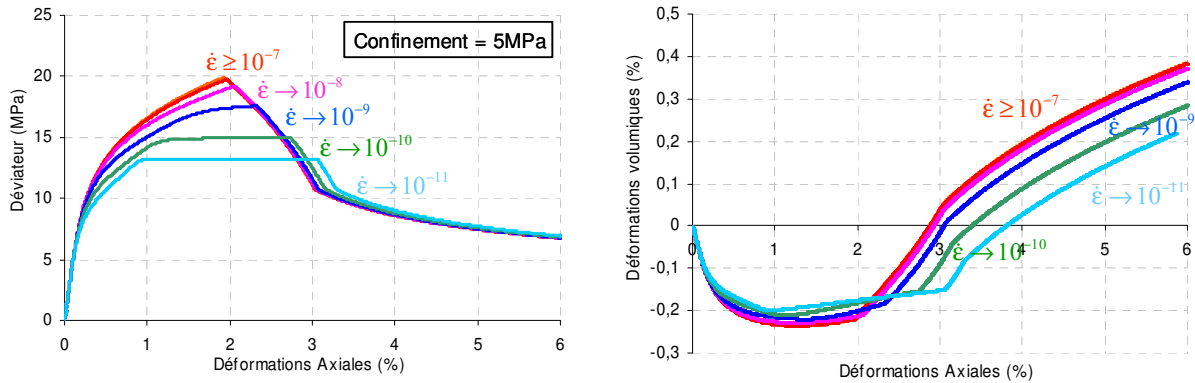 25
20
15
10
5
0
Déviateur (MPa)
Confinement = 5MPa
ε̇ ≥ 10⁻⁷
ε̇ → 10⁻⁸
ε̇ → 10⁻⁹
ε̇ → 10⁻¹⁰
ε̇ → 10⁻¹¹
0 1 2 3 4 5 6
Déformations Axiales (%)
0,5
0,4
0,3
0,2
0,1
0
-0,1
-0,2
-0,3
Déformations volumiques (%)
ε̇ ≥ 10⁻⁷
ε̇ → 10⁻⁹
ε̇ → 10⁻¹¹
ε̇ → 10⁻¹⁰
0 1 2 3 4 5 6
Déformations Axiales (%)